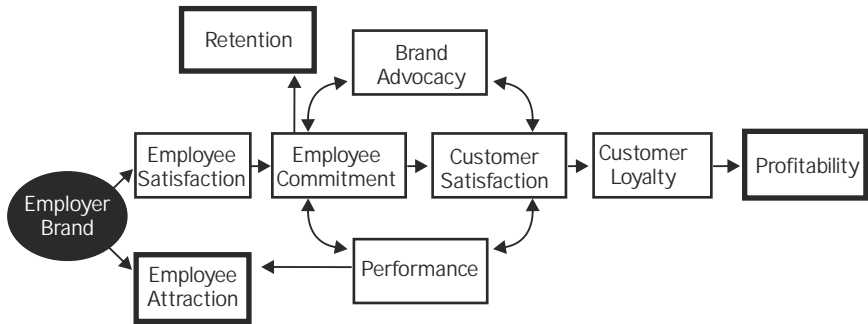 Retention
Brand
Advocacy
Employee
Satisfaction
Employee
Commitment
Customer
Satisfaction
Customer
Loyalty
Profitability
Employer
Brand
Employee
Attraction
Performance